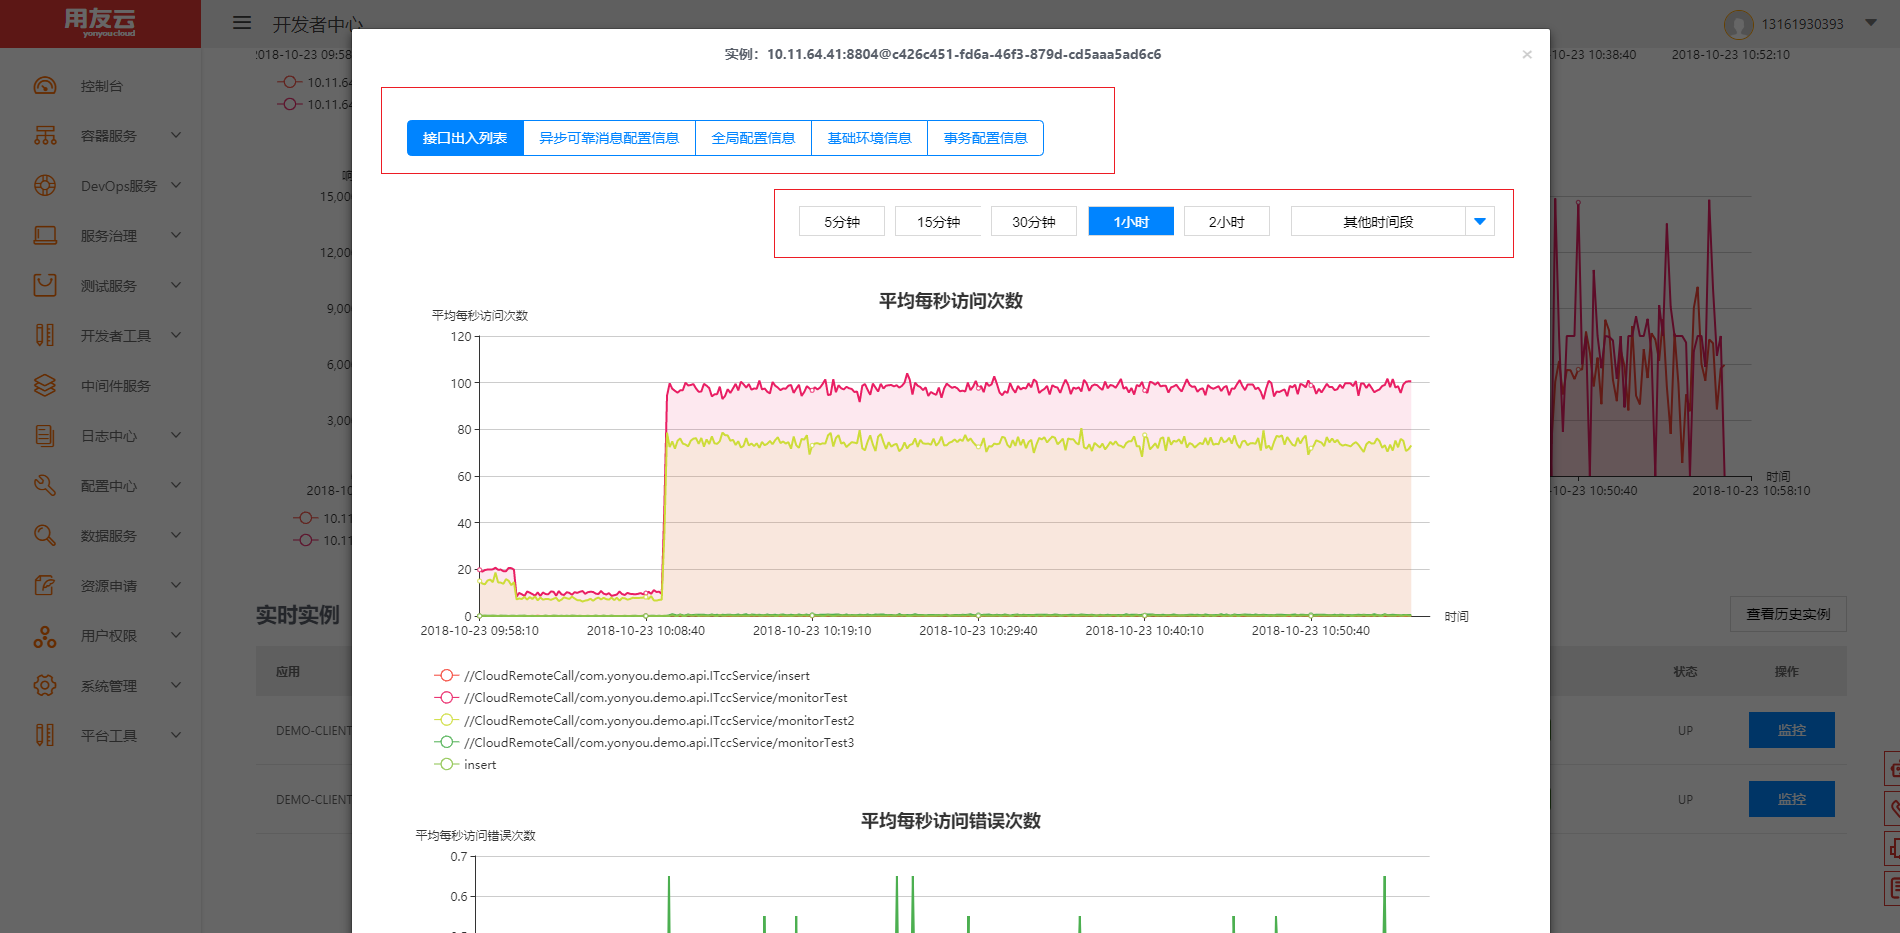 用友云
yonyoucloud
开发者中心
13161930393
控制台
容器服务
DevOps服务
服务治理
测试服务
开发者工具
中间件服务
日志中心
配置中心
数据服务
资源申请
用户权限
系统管理
平台工具
2018-10-23 09:58
10-23 10:38:40
2018-10-23 10:52:10
10.11.64
10.11.64
15,00
12,00
9,00
6,00
3,00
2018-10
10.11
10.11
时间
10-23 10:50:40
2018-10-23 10:58:10
实时实例
查看历史实例
应用
状态
操作
DEMO-CLIENT
UP
监控
DEMO-CLIENT
UP
监控
实例：10.11.64.41:8804@c426c451-fd6a-46f3-879d-cd5aaa5ad6c6
×
接口出入列表
异步可靠消息配置信息
全局配置信息
基础环境信息
事务配置信息
5分钟
15分钟
30分钟
1小时
2小时
其他时间段
平均每秒访问次数
平均每秒访问次数
120
100
80
60
40
20
0
时间
2018-10-23 09:58:10
2018-10-23 10:08:40
2018-10-23 10:19:10
2018-10-23 10:29:40
2018-10-23 10:40:10
2018-10-23 10:50:40
//CloudRemoteCall/com.yonyou.demo.api.ITccService/insert
//CloudRemoteCall/com.yonyou.demo.api.ITccService/monitorTest
//CloudRemoteCall/com.yonyou.demo.api.ITccService/monitorTest2
//CloudRemoteCall/com.yonyou.demo.api.ITccService/monitorTest3
insert
平均每秒访问错误次数
平均每秒访问错误次数
0.7
0.6